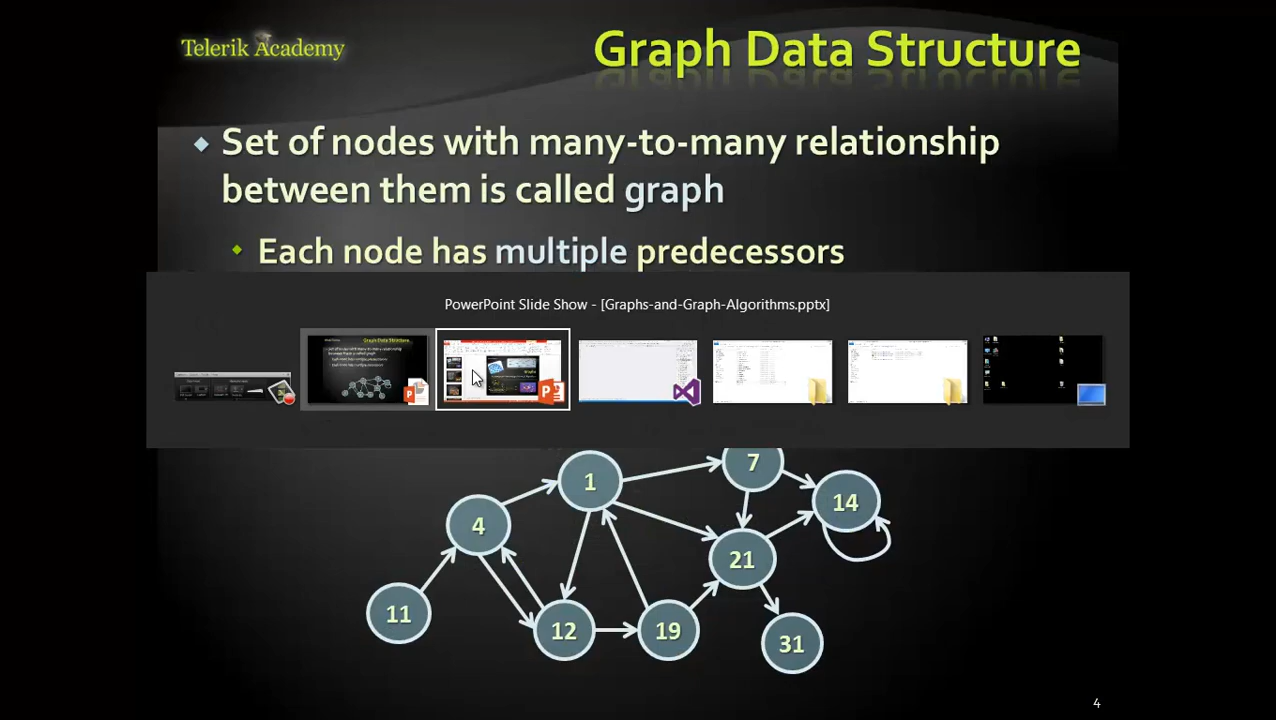 Telerik Academy
Graph Data Structure
Set of nodes with many-to-many relationship
between them is called graph
Each node has multiple predecessors
PowerPoint Slide Show - [Graphs-and-Graph-Algorithms.pptx]
7
1
14
4
21
11
12
19
31
4